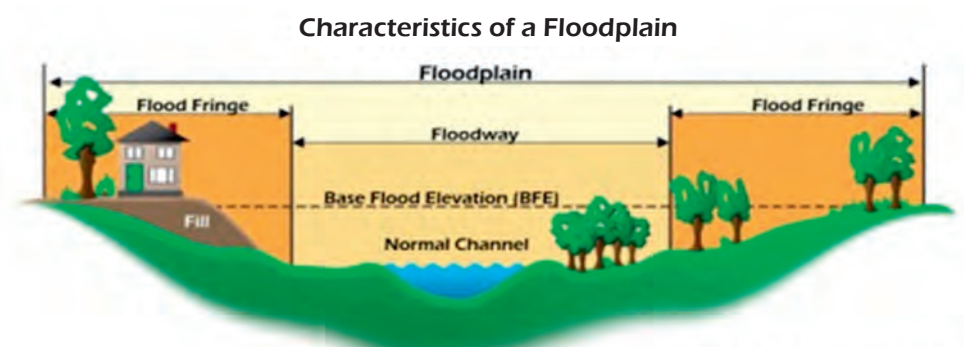 Characteristics of a Floodplain
Floodplain
Flood Fringe
Flood Fringe
Floodway
Base Flood Elevation (BFE)
Fill
Normal Channel